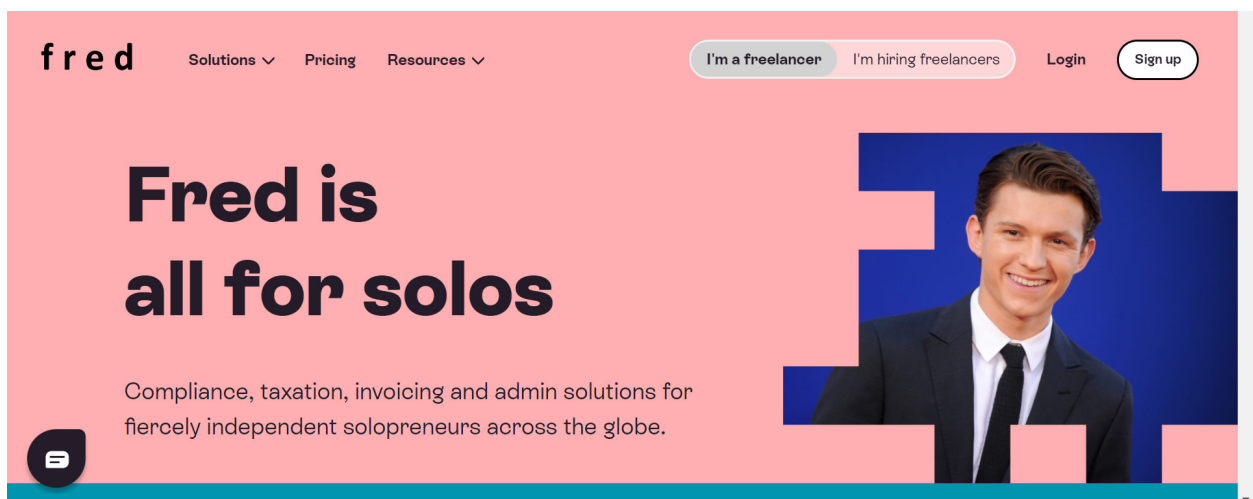 fred
Solutions
Pricing
Resources
I'm a freelancer
I'm hiring freelancers
Login
Sign up
Fred is
all for solos
Compliance, taxation, invoicing and admin solutions for
fiercely independent solopreneurs across the globe.